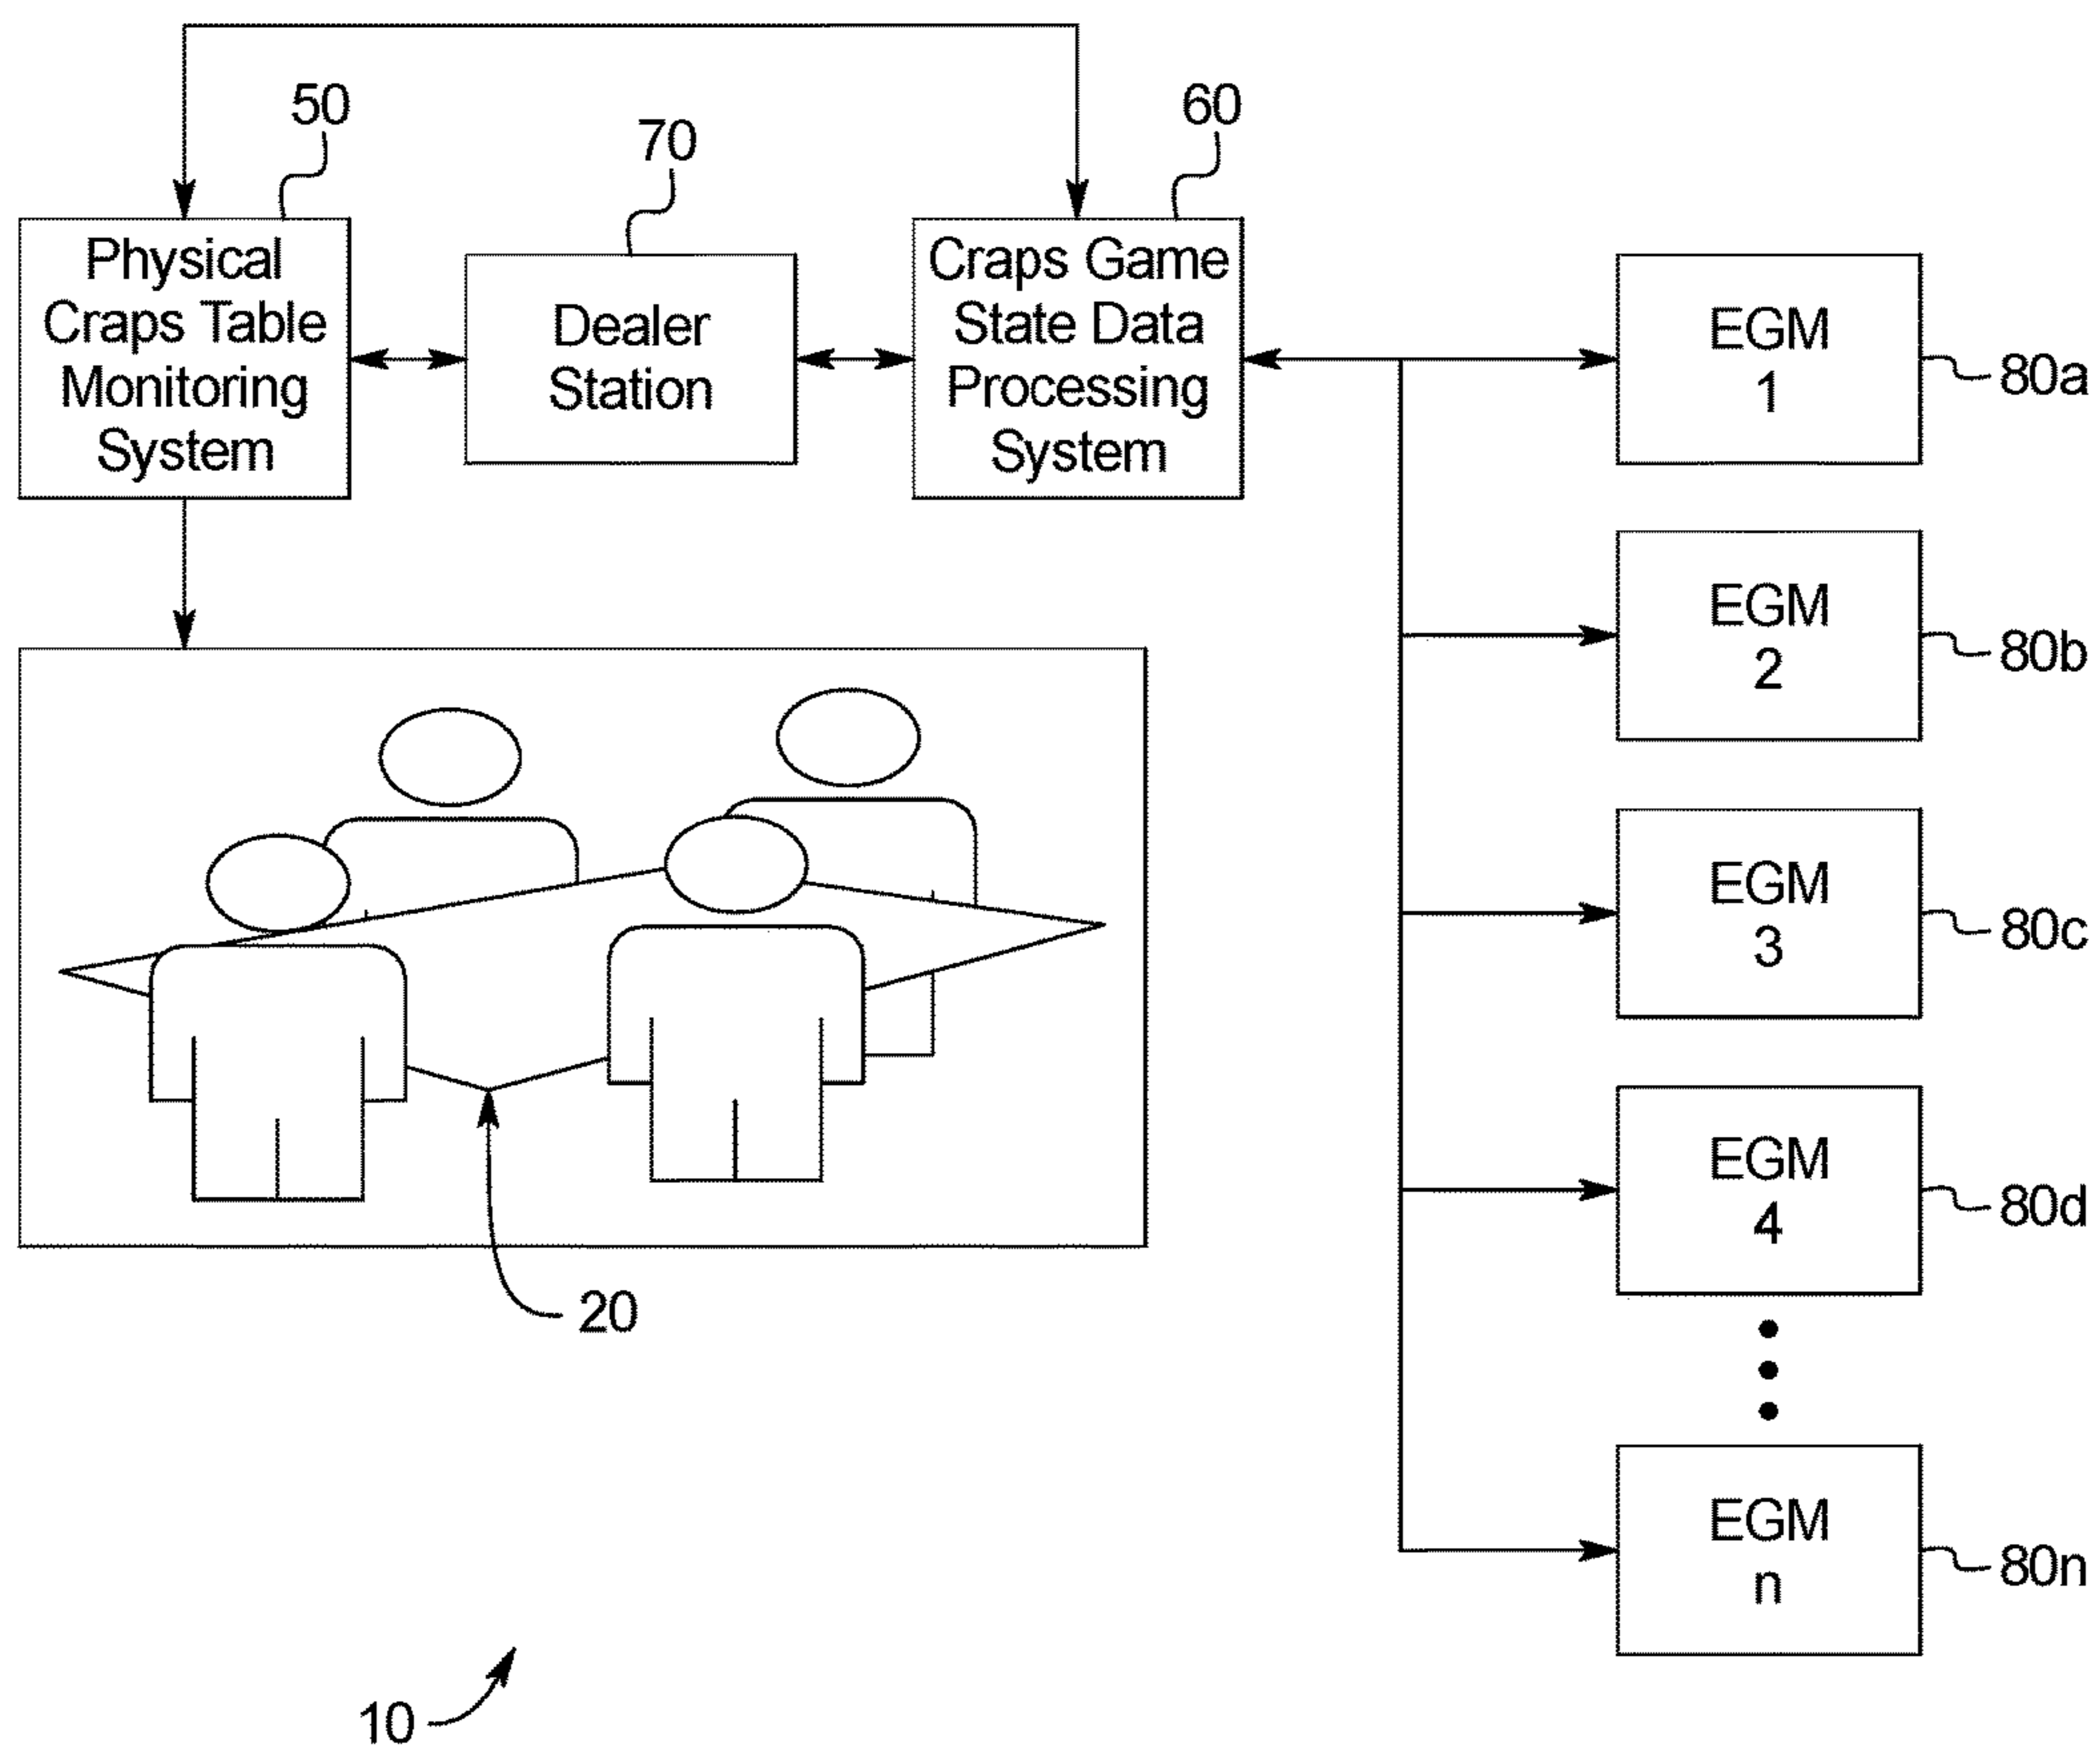 50
70
60
Physical
Craps Table
Monitoring
System
Dealer
Station
Craps Game
State Data
Processing
System
EGM
1
80a
EGM
2
80b
EGM
3
80c
EGM
4
80d
20
EGM
n
80n
10